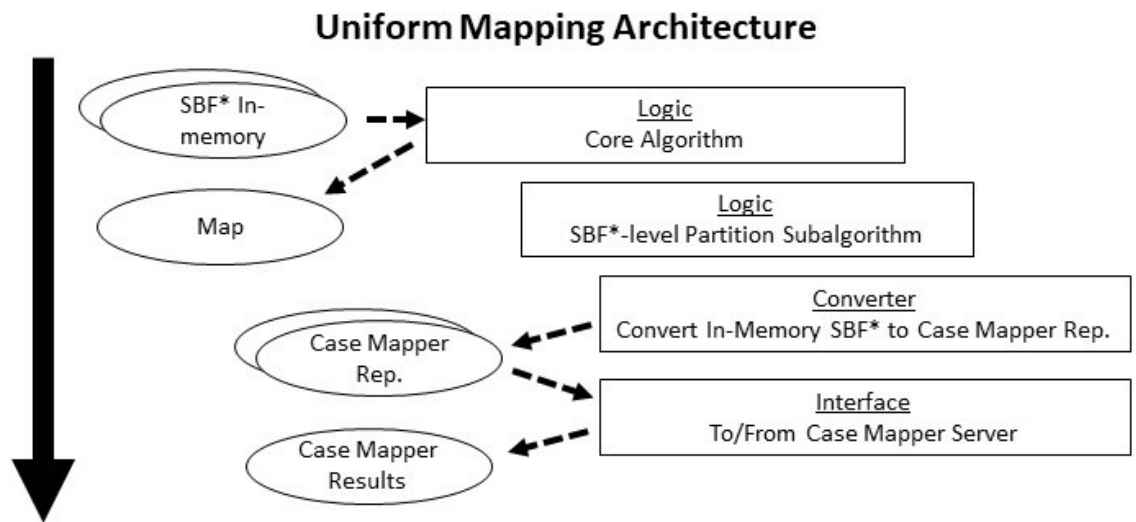 Uniform Mapping Architecture
SBF* In-
memory
Logic
Core Algorithm
Map
Logic
SBF*-level Partition Subalgorithm
Converter
Convert In-Memory SBF* to Case Mapper Rep.
Case Mapper
Rep.
Interface
To/From Case Mapper Server
Case Mapper
Results